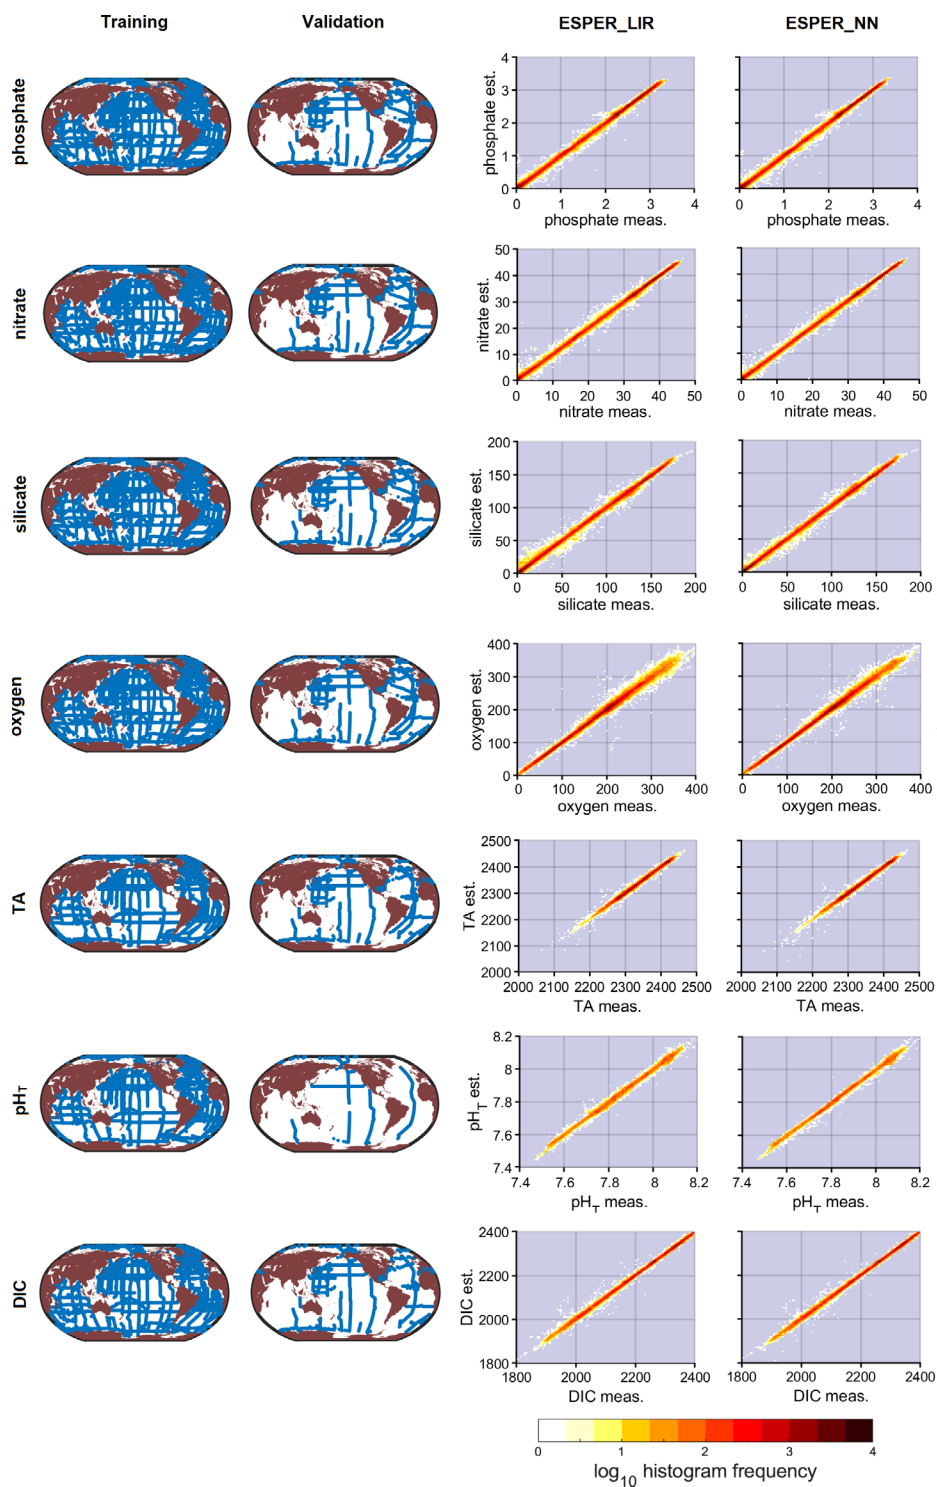 Training Validation ESPER_LIR ESPER_NN
phosphate
phosphate est.
4
3
2
1
0
0 1 2 3 4
phosphate meas.
0 1 2 3 4
phosphate meas.
nitrate
nitrate est.
50
40
30
20
10
0
0 10 20 30 40 50
nitrate meas.
0 10 20 30 40 50
nitrate meas.
silicate
silicate est.
200
150
100
50
0
0 50 100 150 200
silicate meas.
0 50 100 150 200
silicate meas.
oxygen
oxygen est.
400
300
200
100
0
0 100 200 300 400
oxygen meas.
0 100 200 300 400
oxygen meas.
TA
TA est.
2500
2400
2300
2200
2100
2000
2000 2100 2200 2300 2400 2500
TA meas.
2000 2100 2200 2300 2400 2500
TA meas.
pHT
pHT est.
8.2
8
7.8
7.6
7.4
7.4 7.6 7.8 8 8.2
pHT meas.
7.4 7.6 7.8 8 8.2
pHT meas.
DIC
DIC est.
2400
2200
2000
1800
1800 2000 2200 2400
DIC meas.
1800 2000 2200 2400
DIC meas.
0 1 2 3 4
log10 histogram frequency